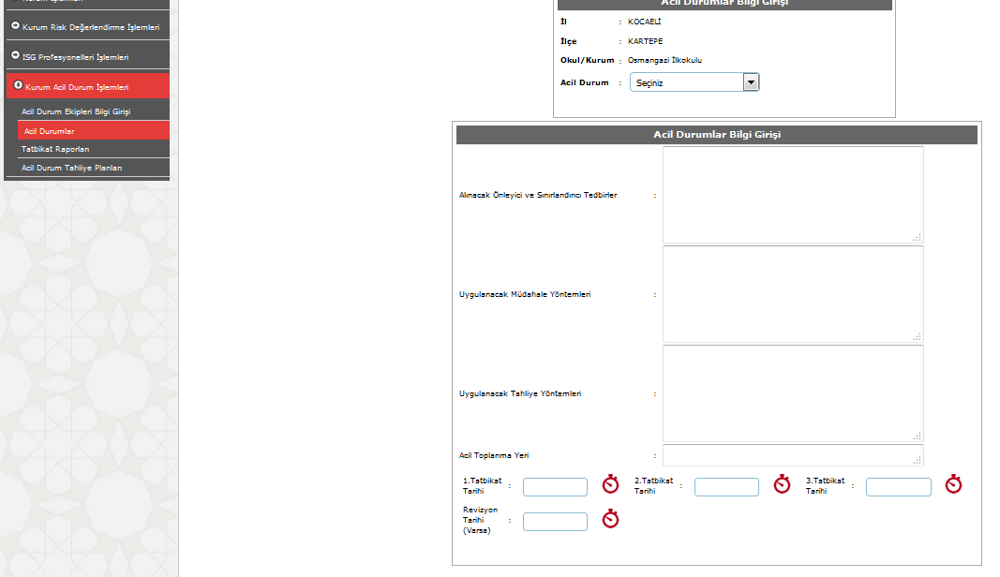 Kurum Risk Değerlendirme İşlemleri
ISG Profesyonelleri İşlemleri
Kurum Acil Durum İşlemleri
Acil Durum Ekipleri Bilgi Girişi
Acil Durumlar
Tatbikat Raporları
Acil Durum Tahliye Planları
Acil Durumlar Bilgi Girişi
İl : KOCAELİ
İlçe : KARTEPE
Okul/Kurum : Osmangazi İlkokulu
Acil Durum : Seçiniz
Acil Durumlar Bilgi Girişi
Alınacak Önleyici ve Sınırlandırıcı Tedbirler :
Uygulanacak Müdahale Yöntemleri :
Uygulanacak Tahliye Yöntemleri :
Acil Toplanma Yeri :
1.Tatbikat
Tarihi :
2.Tatbikat
Tarihi :
3.Tatbikat
Tarihi :
Revizyon
Tarihi :
(Varsa)